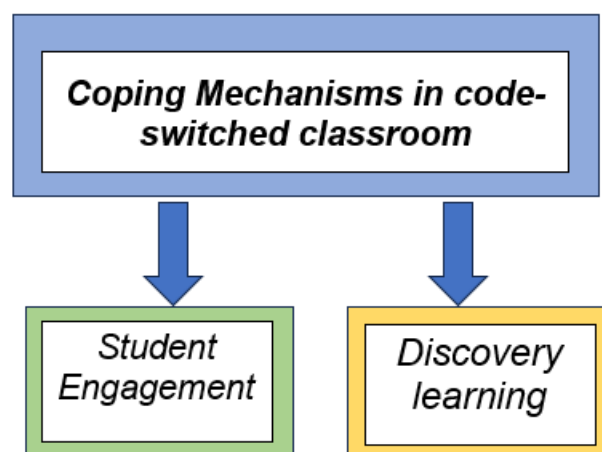 Coping Mechanisms in code-
switched classroom
Student
Engagement
Discovery
learning